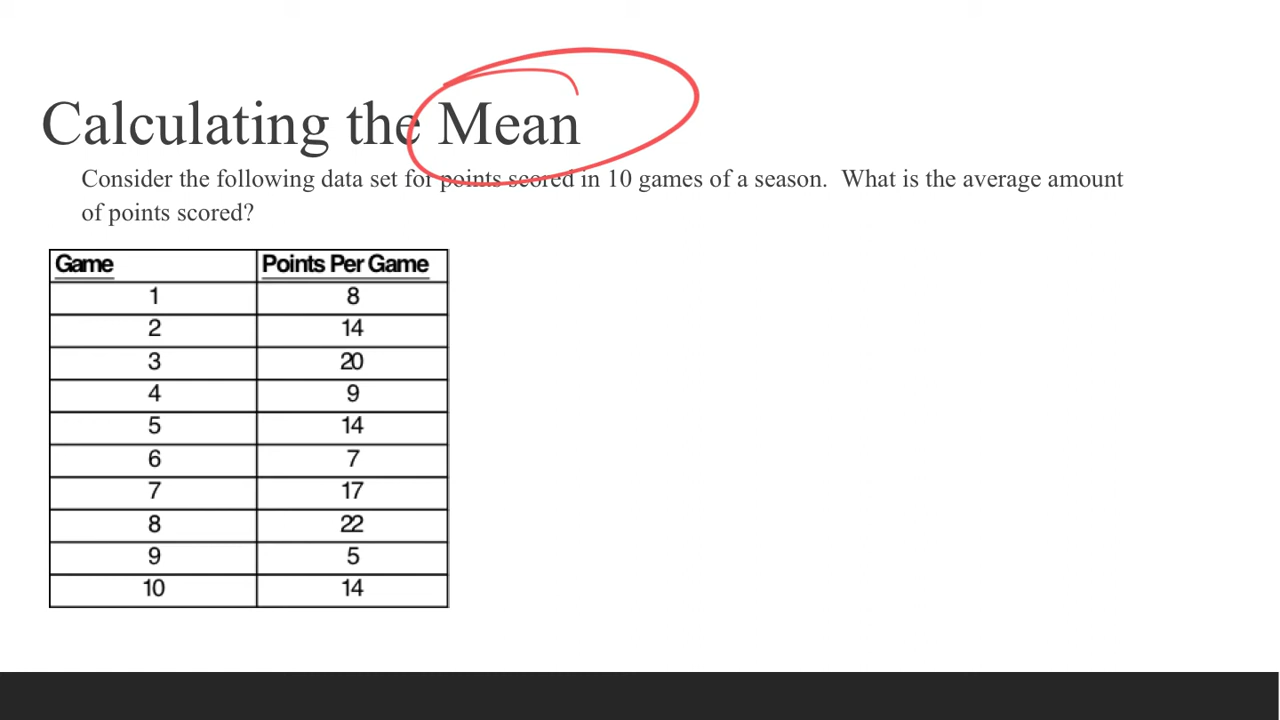 Calculating the Mean
Consider the following data set for points scored in 10 games of a season.  What is the average amount
of points scored?
Game Points Per Game
1 8
2 14
3 20
4 9
5 14
6 7
7 17
8 22
9 5
10 14